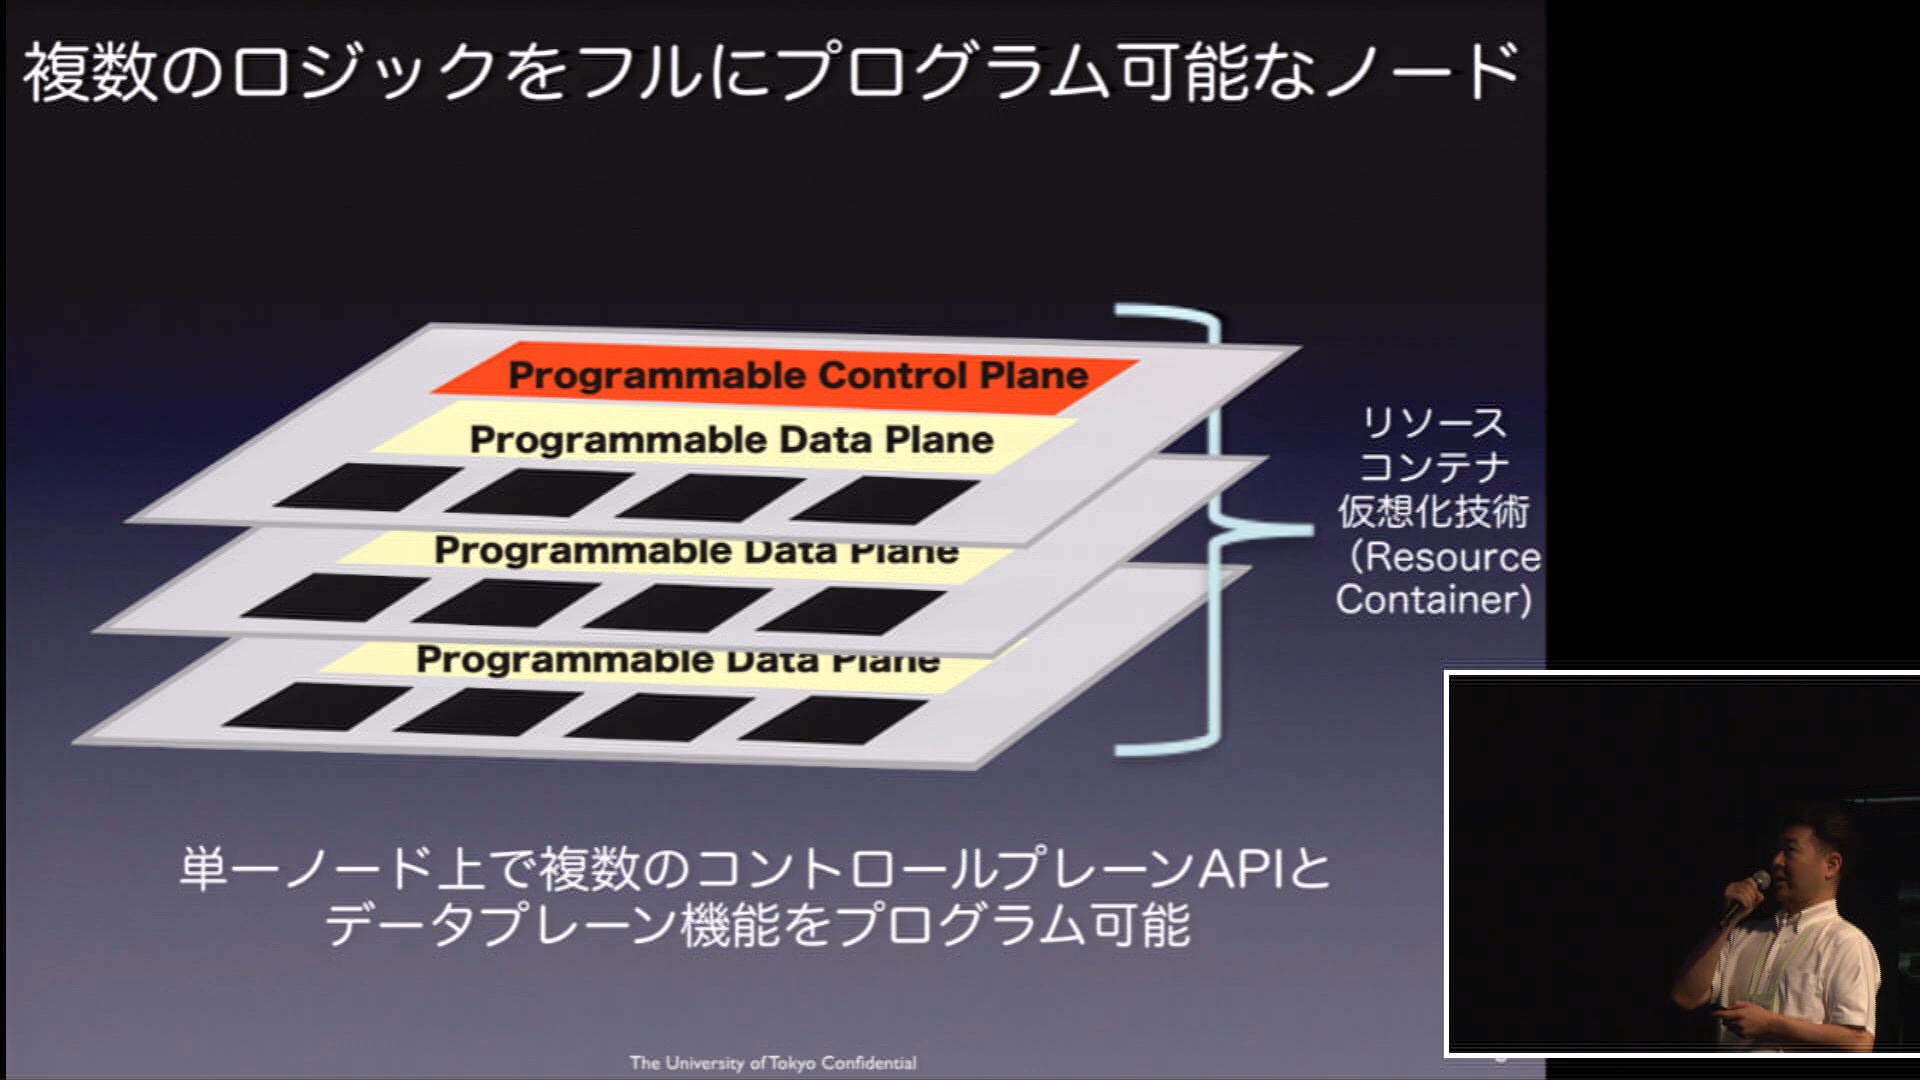 複数のロジックをフルにプログラム可能なノード
Programmable Control Plane
Programmable Data Plane
Programmable Data Plane
Programmable Data Plane
リソース
コンテナ
仮想化技術
（Resource
Container）
単一ノード上で複数のコントロールプレーンAPIと
データプレーン機能をプログラム可能
The University of Tokyo Confidential